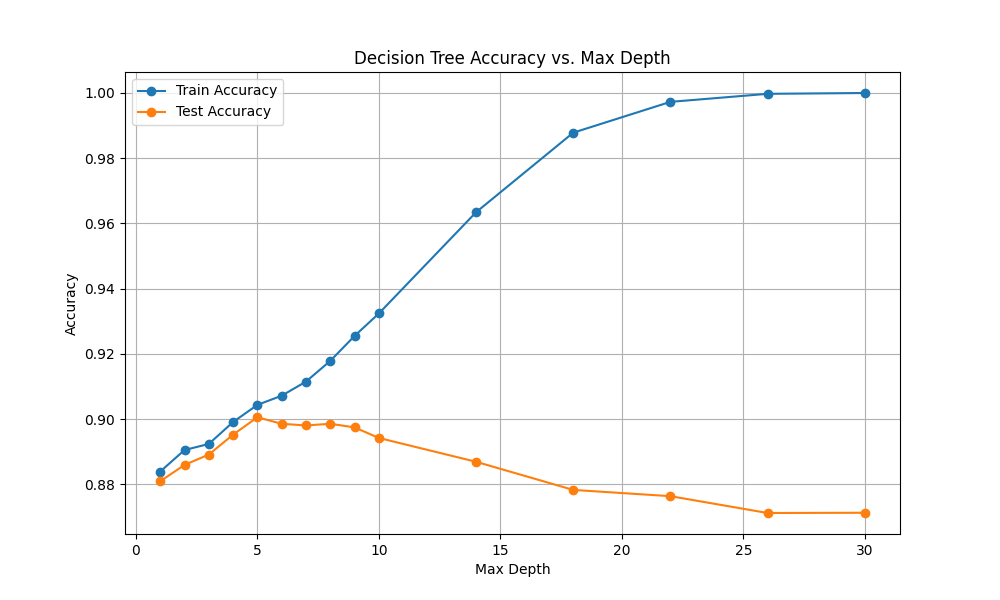 Decision Tree Accuracy vs. Max Depth
Train Accuracy
Test Accuracy
Accuracy
1.00
0.98
0.96
0.94
0.92
0.90
0.88
0 5 10 15 20 25 30
Max Depth